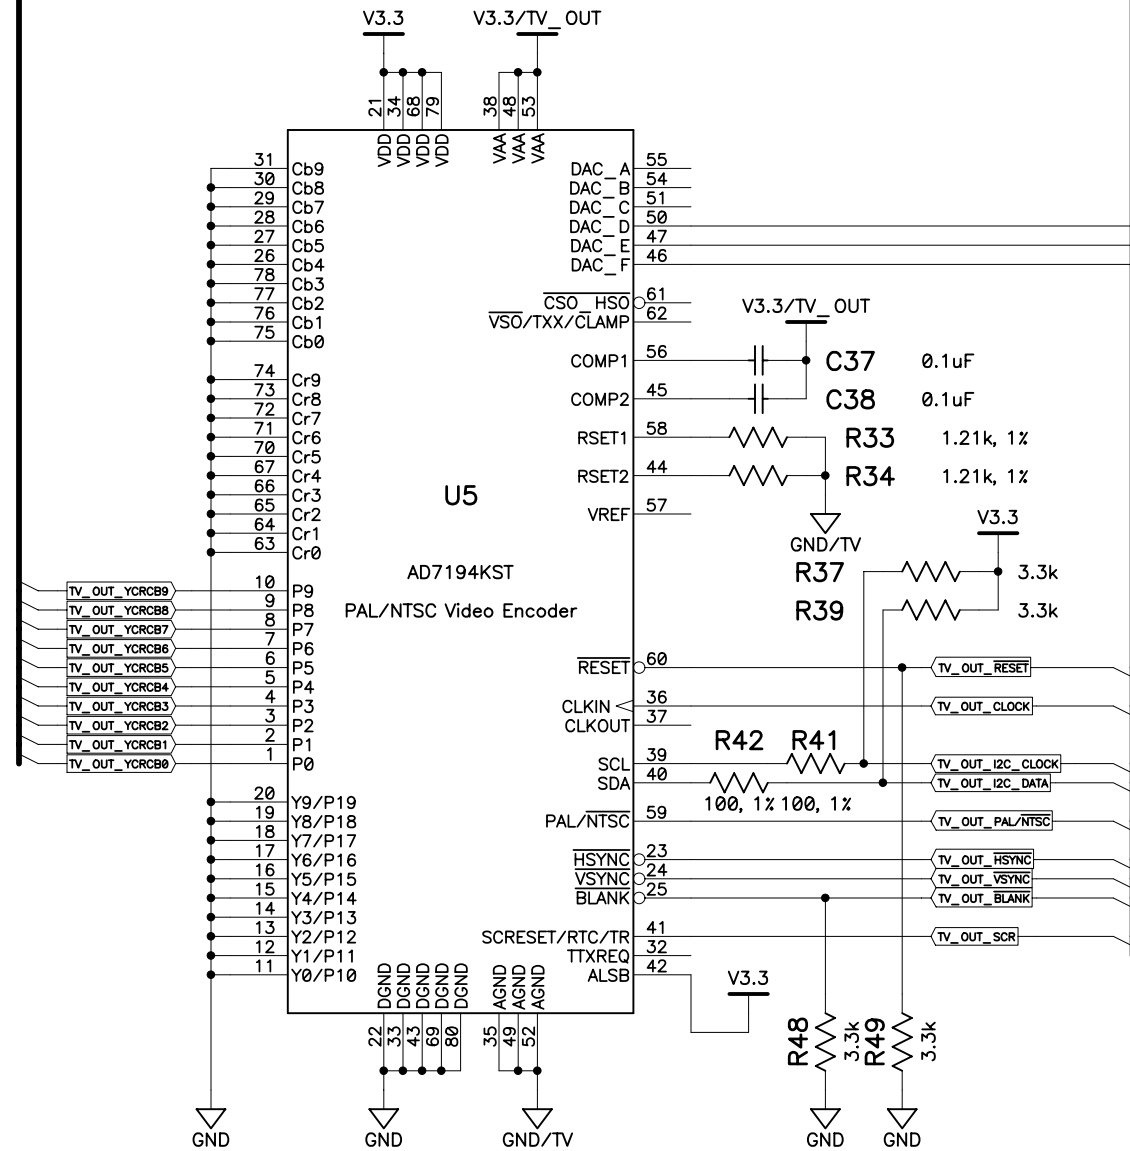 V3.3 V3.3/TV_OUT
21 34 68 79 38 48 53
VDD VDD VDD VDD VAA VAA VAA
31 Cb9 DAC_A 55
30 Cb8 DAC_B 54
29 Cb7 DAC_C 51
28 Cb6 DAC_D 50
27 Cb5 DAC_E 47
26 Cb4 DAC_F 46
78 Cb3
77 Cb2 CSO_HSO 61
76 Cb1 VSO/TXX/CLAMP 62
75 Cb0
V3.3/TV_OUT
COMP1 56 C37 0.1uF
74 Cr9
73 Cr8 COMP2 45 C38 0.1uF
72 Cr7
71 Cr6 RSET1 58 R33 1.21k, 1%
70 Cr5
67 Cr4 RSET2 44 R34 1.21k, 1%
66 Cr3
U5
65 Cr2 VREF 57
64 Cr1
63 Cr0
GND/TV
V3.3
AD7194KST
R37 3.3k
PAL/NTSC Video Encoder
R39 3.3k
TV_OUT_YCRCB9 10 P9
TV_OUT_YCRCB8 9 P8
TV_OUT_YCRCB7 8 P7
TV_OUT_YCRCB6 7 P6
TV_OUT_YCRCB5 6 P5 RESET 60 TV_OUT_RESET
TV_OUT_YCRCB4 5 P4
TV_OUT_YCRCB3 4 P3 CLKIN 36 TV_OUT_CLOCK
TV_OUT_YCRCB2 3 P2 CLKOUT 37
TV_OUT_YCRCB1 2 P1 R42 R41
TV_OUT_YCRCB0 1 P0 SCL 39 TV_OUT_I2C_CLOCK
SDA 40 TV_OUT_I2C_DATA
100, 1% 100, 1%
20 Y9/P19
19 Y8/P18 PAL/NTSC 59 TV_OUT_PAL/NTSC
18 Y7/P17
17 Y6/P16 HSYNC 23 TV_OUT_HSYNC
16 Y5/P15 VSYNC 24 TV_OUT_VSYNC
15 Y4/P14 BLANK 25 TV_OUT_BLANK
14 Y3/P13
13 Y2/P12 SCRESET/RTC/TR 41 TV_OUT_SCR
12 Y1/P11 TTXREQ 32
11 Y0/P10 ALSB 42
V3.3
DGND DGND DGND DGND DGND AGND AGND AGND
22 33 43 69 80 35 49 52
R48 3.3k R49 3.3k
GND GND GND/TV GND GND